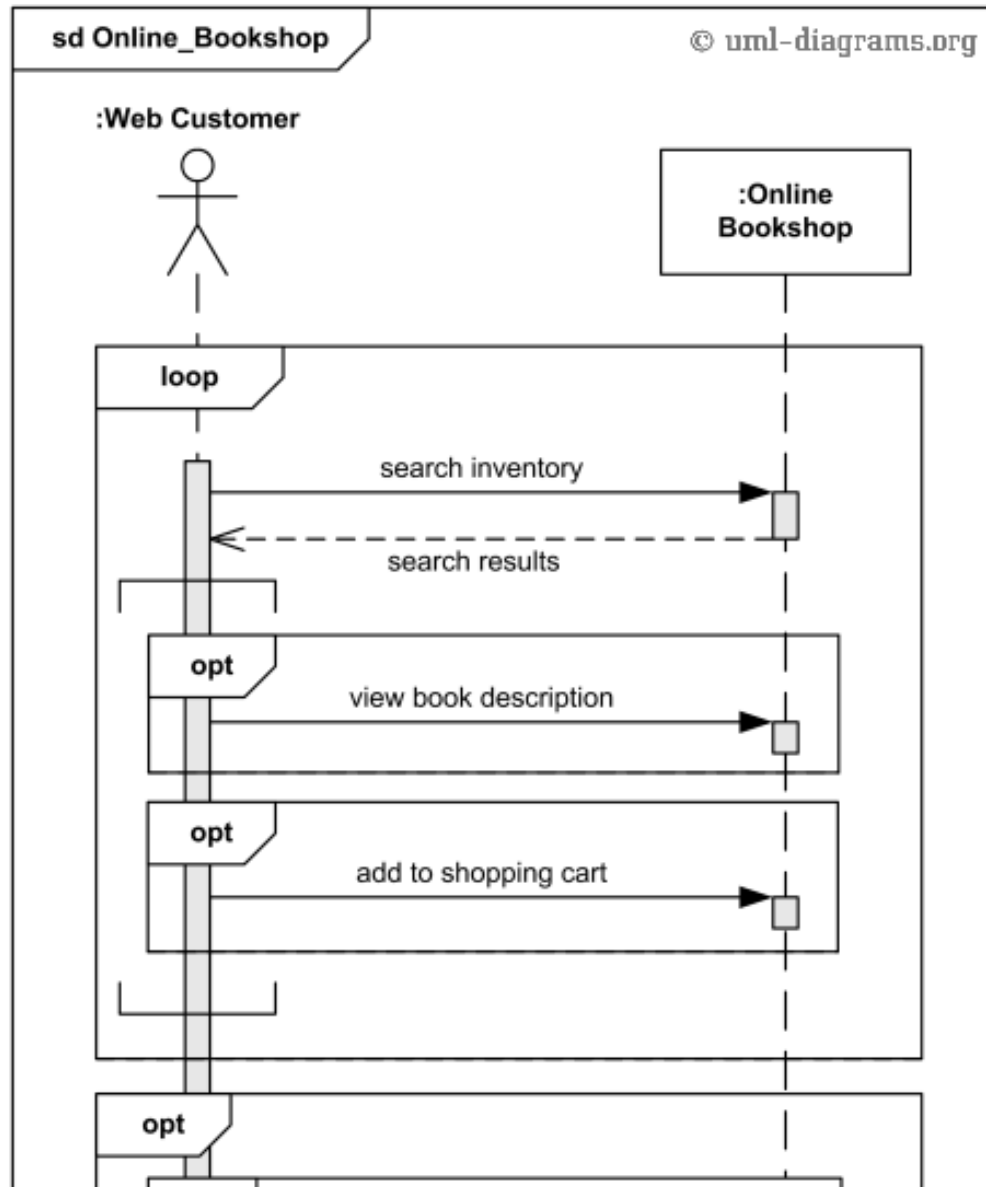 sd Online_Bookshop
© uml-diagrams.org
:Web Customer
:Online
Bookshop
loop
search inventory
search results
opt
view book description
opt
add to shopping cart
opt